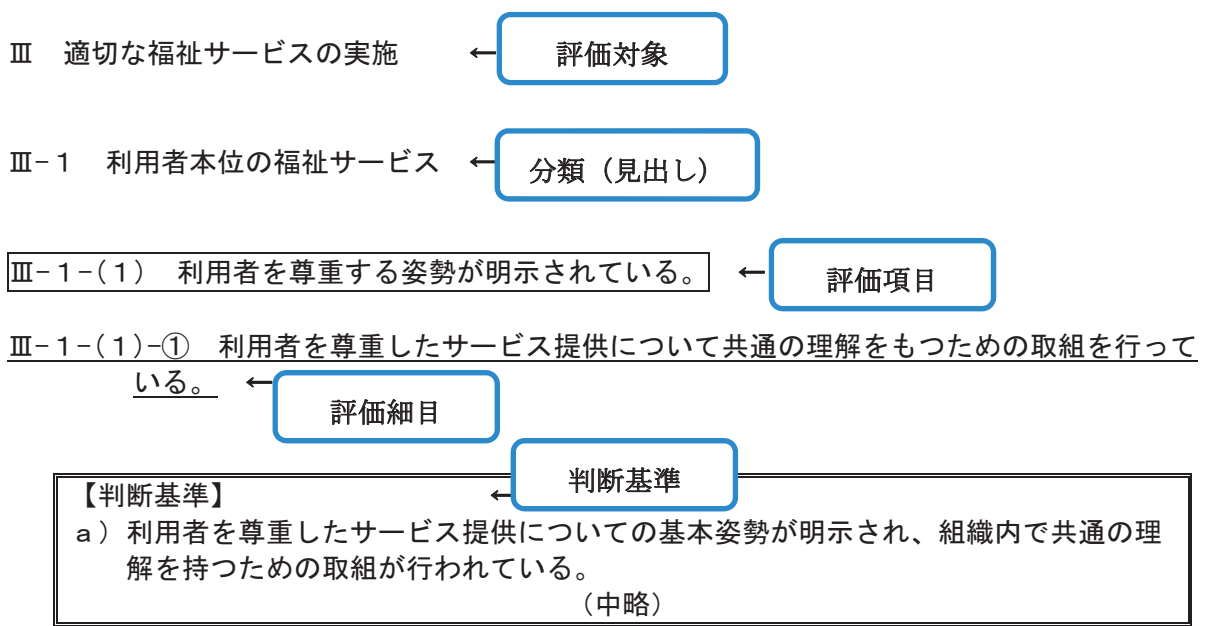 Ⅲ 適切な福祉サービスの実施 ← 評価対象
Ⅲ-1 利用者本位の福祉サービス ← 分類（見出し）
Ⅲ-1-(1) 利用者を尊重する姿勢が明示されている。 ← 評価項目
Ⅲ-1-(1)-① 利用者を尊重したサービス提供について共通の理解をもつための取組を行って
いる。 ← 評価細目
【判断基準】 ← 判断基準
a）利用者を尊重したサービス提供についての基本姿勢が明示され、組織内で共通の理
解を持つための取組が行われている。
（中略）